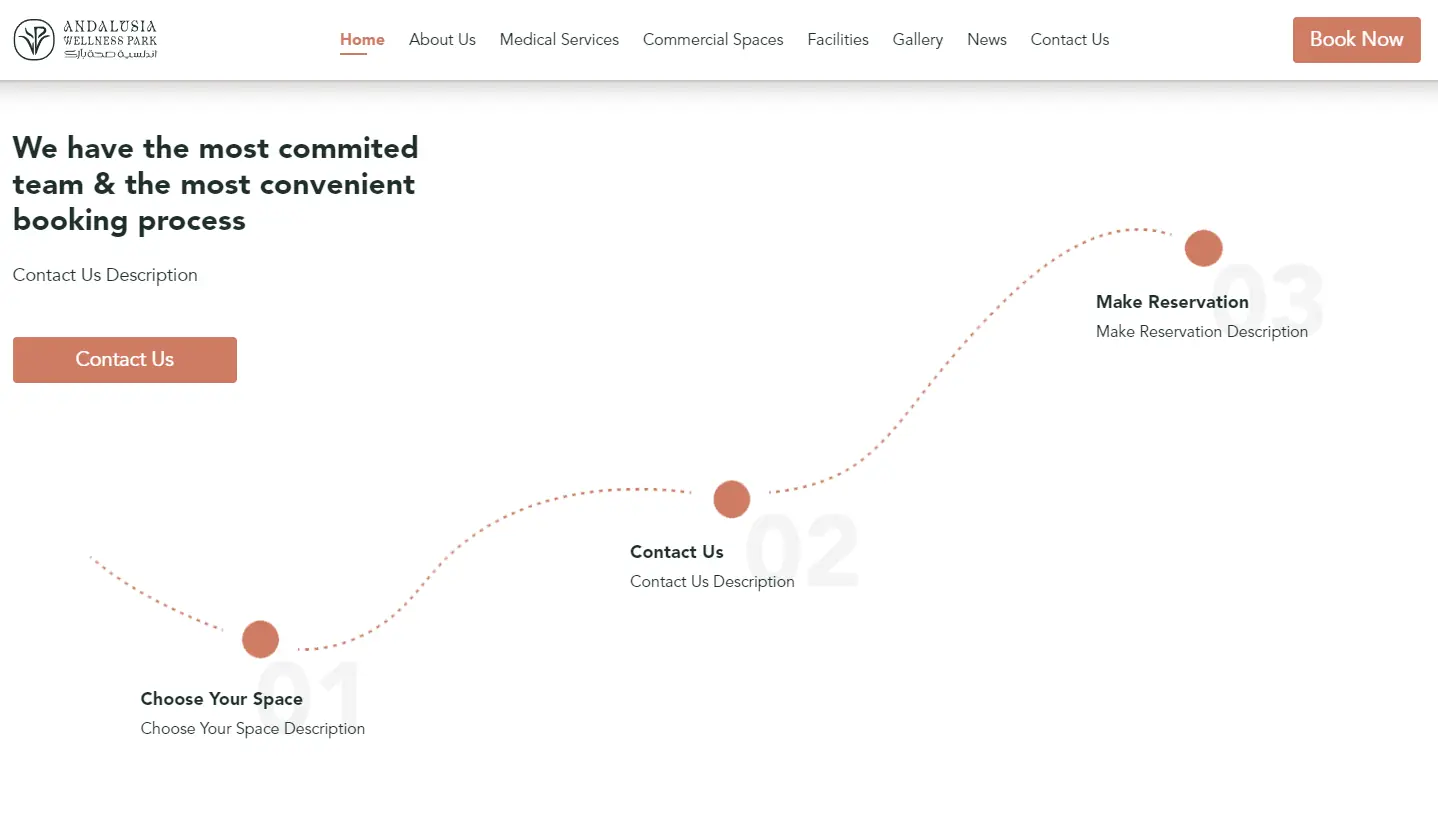 ANDALUSIA
WELLNESS PARK
أندلسية صحة بارك
Home
About Us
Medical Services
Commercial Spaces
Facilities
Gallery
News
Contact Us
Book Now
We have the most commited
team & the most convenient
booking process
Contact Us Description
Contact Us
03
Make Reservation
Make Reservation Description
02
Contact Us
Contact Us Description
01
Choose Your Space
Choose Your Space Description